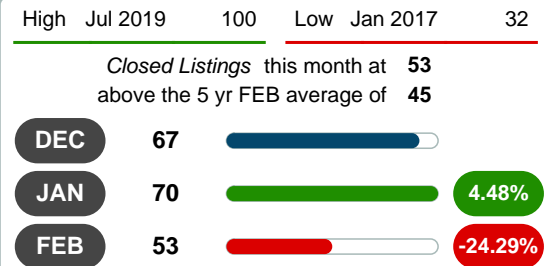 High Jul 2019 100 Low Jan 2017 32
Closed Listings this month at 53
above the 5 yr FEB average of 45
DEC 67
JAN 70 4.48%
FEB 53 -24.29%